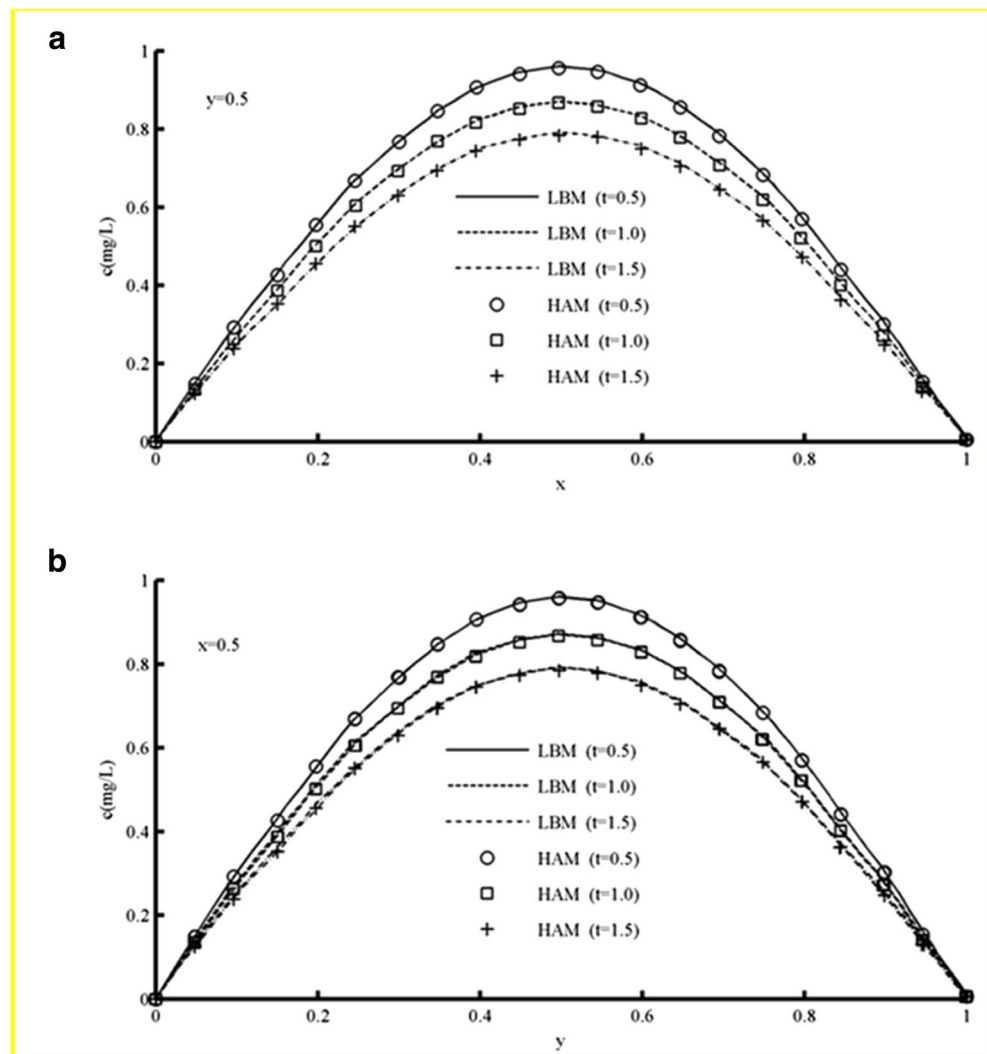 a
1
y=0.5
0.8
LBM (t=0.5)
0.6
LBM (t=1.0)
c(mg/L)
LBM (t=1.5)
0.4
HAM (t=0.5)
HAM (t=1.0)
0.2
HAM (t=1.5)
0
0 0.2 0.4 0.6 0.8 1
x
b
1
x=0.5
0.8
LBM (t=0.5)
0.6
LBM (t=1.0)
c(mg/L)
LBM (t=1.5)
0.4
HAM (t=0.5)
HAM (t=1.0)
0.2
HAM (t=1.5)
0
0 0.2 0.4 0.6 0.8 1
y